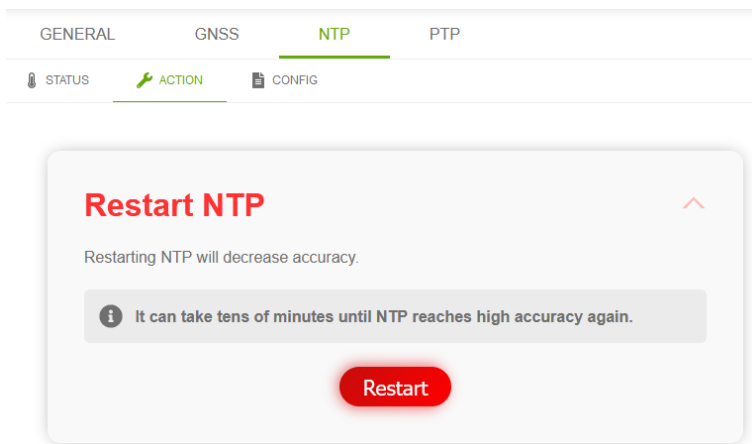 GENERAL GNSS NTP PTP
STATUS ACTION CONFIG
Restart NTP
Restarting NTP will decrease accuracy.
It can take tens of minutes until NTP reaches high accuracy again.
Restart